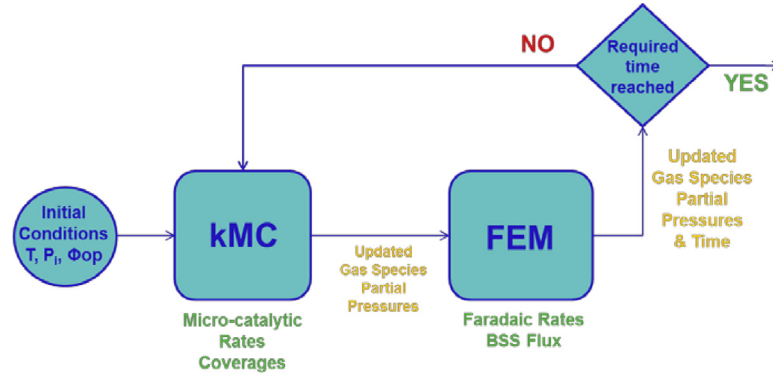 Initial
Conditions
T, Pi, Φop
kMC
Micro-catalytic
Rates
Coverages
Updated
Gas Species
Partial
Pressures
FEM
Faradaic Rates
BSS Flux
Updated
Gas Species
Partial
Pressures
& Time
Required
time
reached
NO
YES